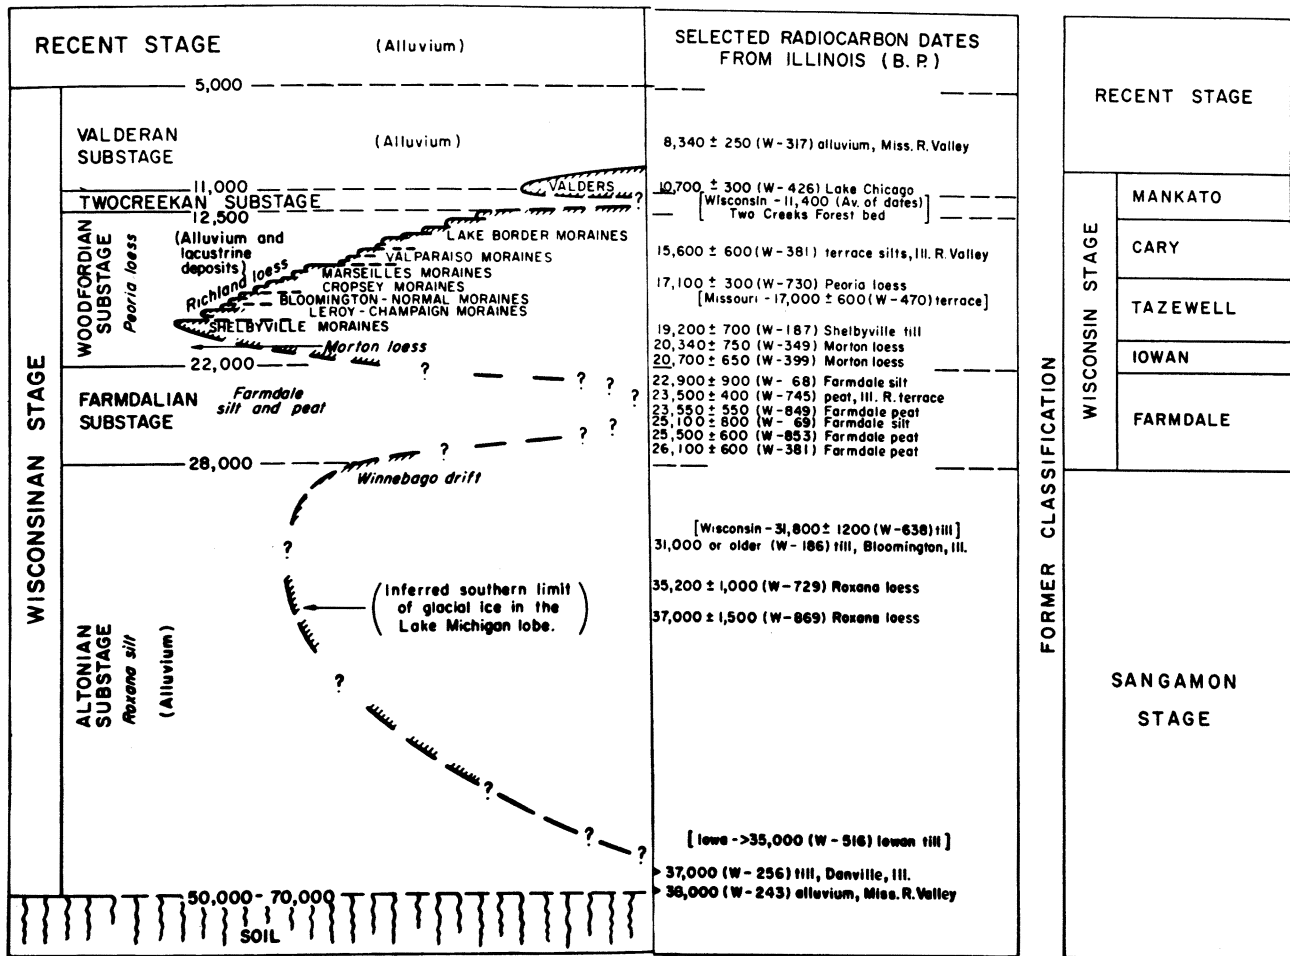 RECENT STAGE
(Alluvium)
5,000
WISCONSINAN STAGE
VALDERAN
SUBSTAGE
(Alluvium)
VALDERS
11,000
TWOCREEKAN SUBSTAGE
?
12,500
WOODFORDIAN
SUBSTAGE
Peoria loess
(Alluvium and
lacustrine
deposits)
Richland loess
LAKE BORDER MORAINES
VALPARAISO MORAINES
MARSEILLES MORAINES
CROPSEY MORAINES
BLOOMINGTON-NORMAL MORAINES
LEROY-CHAMPAIGN MORAINES
SHELBYVILLE MORAINES
Morton loess
22,000
? ? ?
FARMDALIAN
SUBSTAGE
Farmdale
silt and peat
? ? ?
28,000
Winnebago drift
?
(Inferred southern limit
of glacial ice in the
Lake Michigan lobe.)
ALTONIAN
SUBSTAGE
Roxana silt
(Alluvium)
?
?
?
?
50,000-70,000
SOIL
SELECTED RADIOCARBON DATES
FROM ILLINOIS (B.P.)
8,340 ± 250 (W-317) alluvium, Miss. R. Valley
10,700 ± 300 (W-426) Lake Chicago
[Wisconsin-11,400 (Av. of dates)
Two Creeks Forest bed]
15,600 ± 600 (W-381) terrace silts, Ill. R. Valley
17,100 ± 300 (W-730) Peoria loess
[Missouri-17,000 ± 600 (W-470) terrace]
19,200 ± 700 (W-187) Shelbyville till
20,340 ± 750 (W-349) Morton loess
20,700 ± 650 (W-399) Morton loess
22,900 ± 900 (W-68) Farmdale silt
23,500 ± 400 (W-745) peat, Ill. R. terrace
23,550 ± 550 (W-849) Farmdale peat
25,100 ± 800 (W-69) Farmdale silt
25,500 ± 600 (W-853) Farmdale peat
26,100 ± 600 (W-381) Farmdale peat
[Wisconsin-31,800 ± 1200 (W-638) till]
31,000 or older (W-186) till, Bloomington, Ill.
35,200 ± 1,000 (W-729) Roxana loess
37,000 ± 1,500 (W-869) Roxana loess
[Iowa->35,000 (W-516) Iowan till]
37,000 (W-256) till, Danville, Ill.
38,000 (W-243) alluvium, Miss. R. Valley
FORMER CLASSIFICATION
RECENT STAGE
WISCONSIN STAGE
MANKATO
CARY
TAZEWELL
IOWAN
FARMDALE
SANGAMON
STAGE